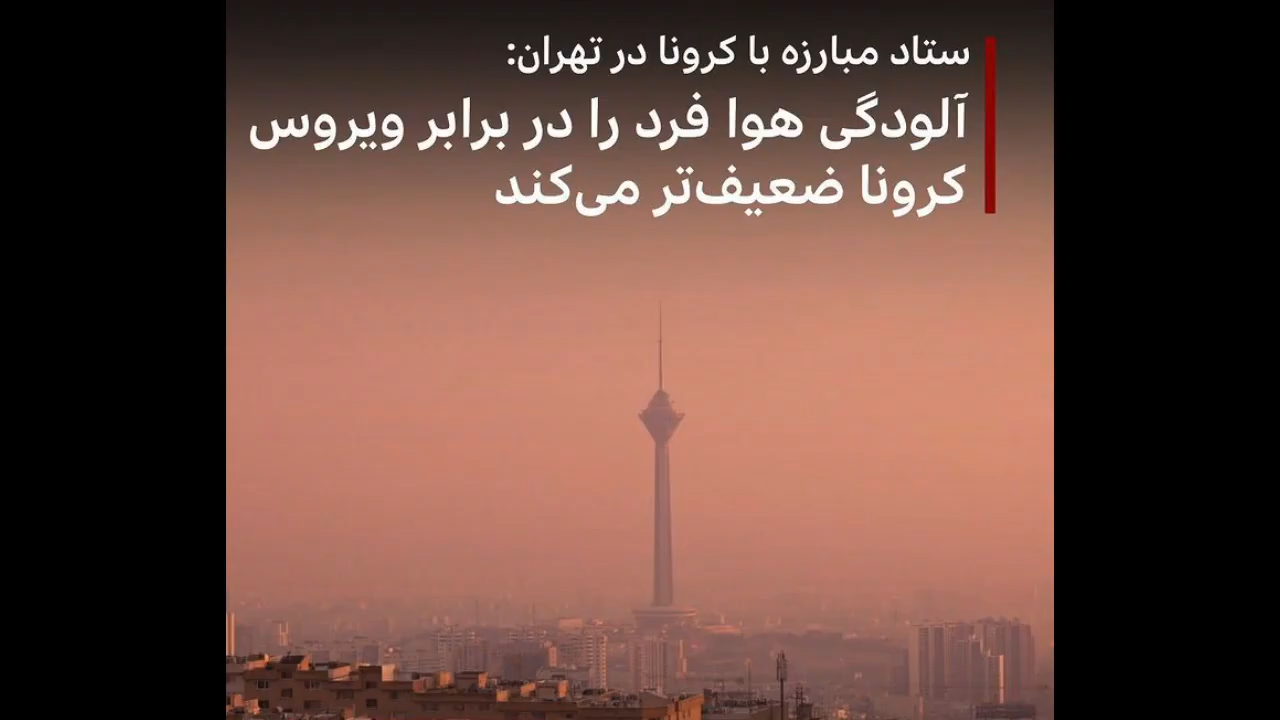 ستاد مبارزه با کرونا در تهران:
آلودگی هوا فرد را در برابر ویروس
کرونا ضعیف‌تر می‌کند